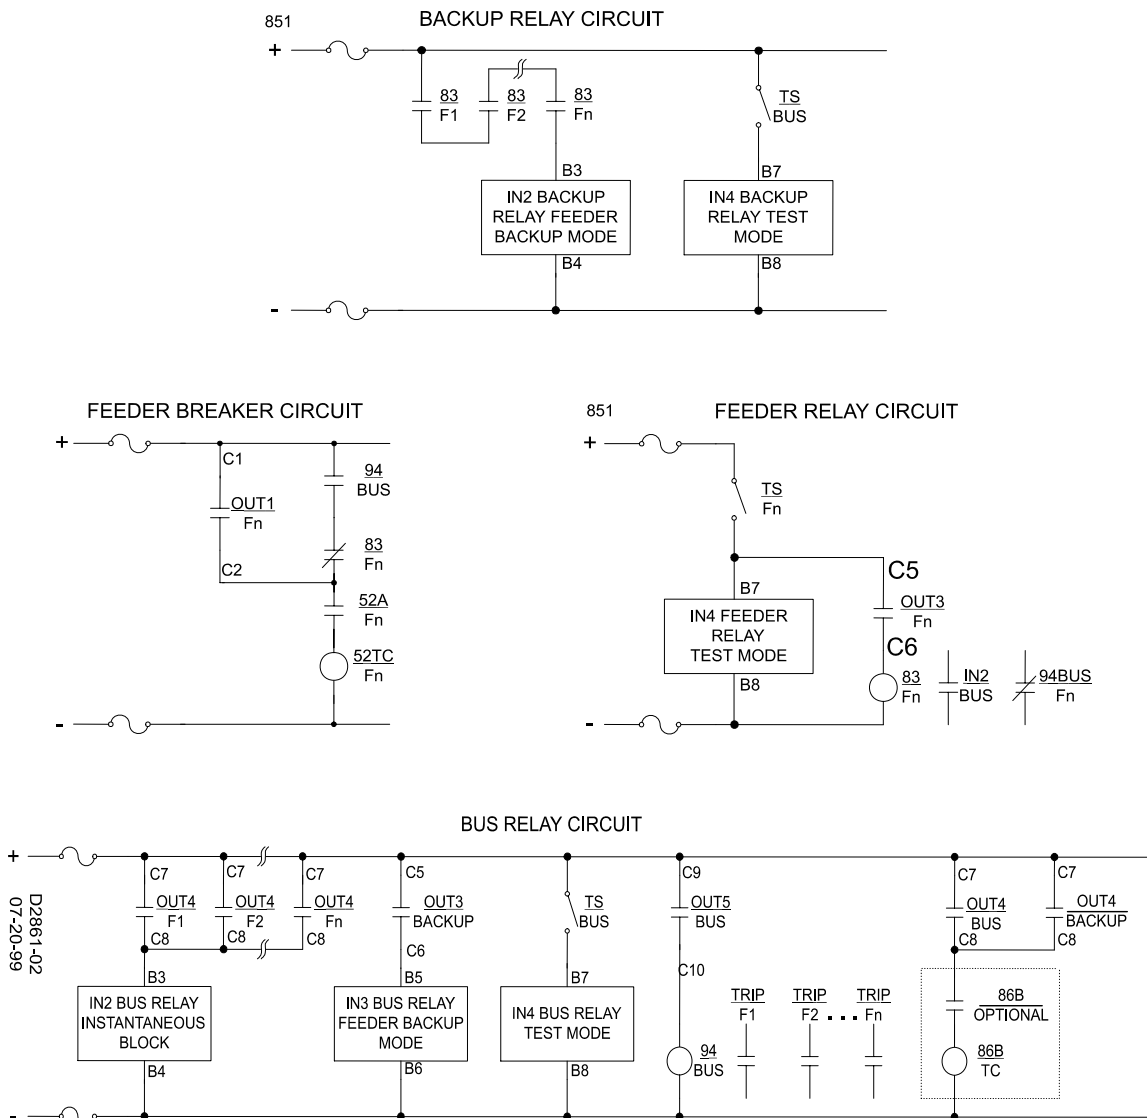 851
BACKUP RELAY CIRCUIT
+
83
F1
83
F2
83
Fn
TS
BUS
B3
B7
IN2 BACKUP
RELAY FEEDER
BACKUP MODE
IN4 BACKUP
RELAY TEST
MODE
B4
B8
-
FEEDER BREAKER CIRCUIT
+
C1
94
BUS
OUT1
Fn
83
Fn
C2
52A
Fn
52TC
Fn
-
851
FEEDER RELAY CIRCUIT
+
TS
Fn
C5
B7
OUT3
Fn
IN4 FEEDER
RELAY
TEST MODE
C6
B8
83
Fn
IN2
BUS
94BUS
Fn
-
BUS RELAY CIRCUIT
+
C7
C7
C7
C5
C9
C7
C7
OUT4
F1
OUT4
F2
OUT4
Fn
OUT3
BACKUP
TS
BUS
OUT5
BUS
OUT4
BUS
OUT4
BACKUP
C8
C8
C8
C6
C8
C8
D2861-02
07-20-99
B3
B5
B7
C10
IN2 BUS RELAY
INSTANTANEOUS
BLOCK
IN3 BUS RELAY
FEEDER BACKUP
MODE
IN4 BUS RELAY
TEST MODE
TRIP
F1
TRIP
F2
...
TRIP
Fn
86B
OPTIONAL
B4
B6
B8
94
BUS
86B
TC
-